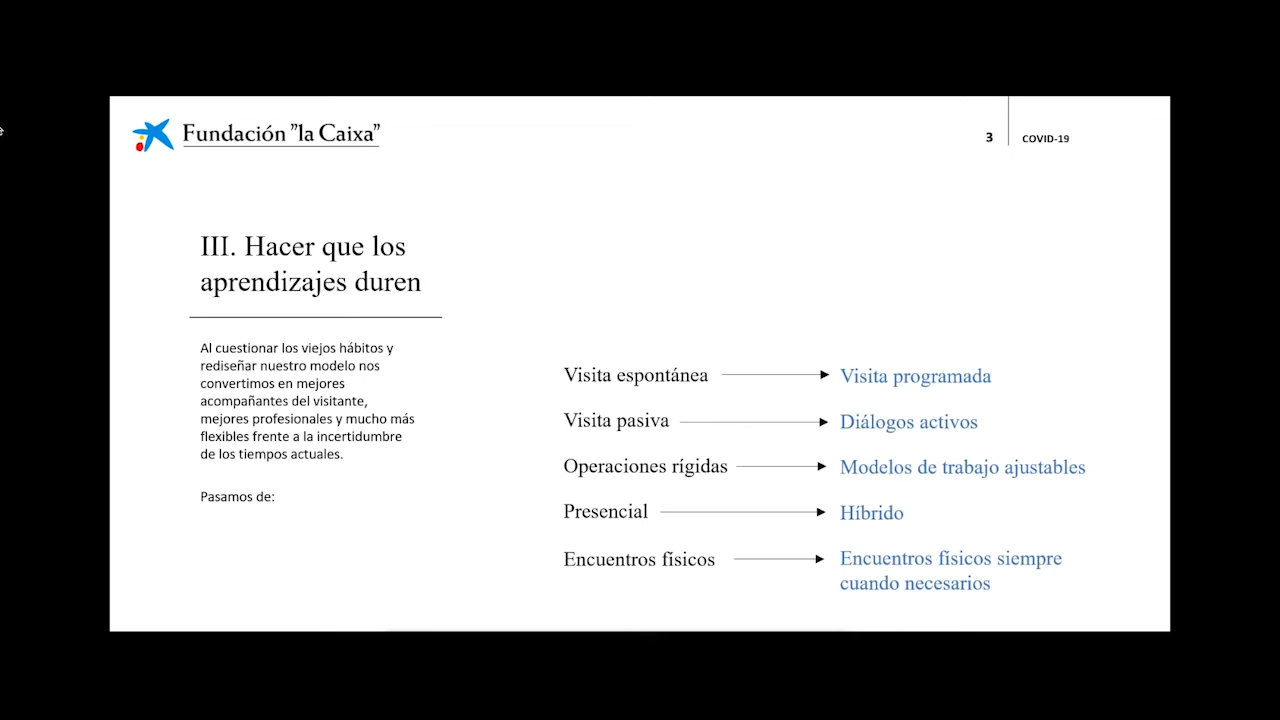 Fundación ”la Caixa”
3
COVID-19
III. Hacer que los
aprendizajes duren
Al cuestionar los viejos hábitos y
rediseñar nuestro modelo nos
convertimos en mejores
acompañantes del visitante,
mejores profesionales y mucho más
flexibles frente a la incertidumbre
de los tiempos actuales.
Pasamos de:
Visita espontánea
Visita programada
Visita pasiva
Diálogos activos
Operaciones rígidas
Modelos de trabajo ajustables
Presencial
Híbrido
Encuentros físicos
Encuentros físicos siempre
cuando necesarios